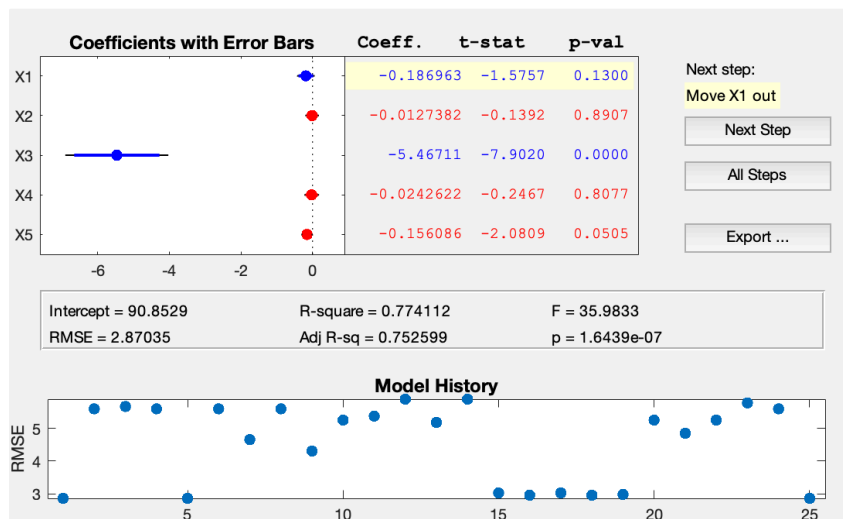 Coefficients with Error Bars Coeff. t-stat p-val
X1 -0.186963 -1.5757 0.1300
X2 -0.0127382 -0.1392 0.8907
X3 -5.46711 -7.9020 0.0000
X4 -0.0242622 -0.2467 0.8077
X5 -0.156086 -2.0809 0.0505
-6 -4 -2 0
Next step:
Move X1 out
Next Step
All Steps
Export ...
Intercept = 90.8529 R-square = 0.774112 F = 35.9833
RMSE = 2.87035 Adj R-sq = 0.752599 p = 1.6439e-07
Model History
RMSE
5
4
3
5 10 15 20 25